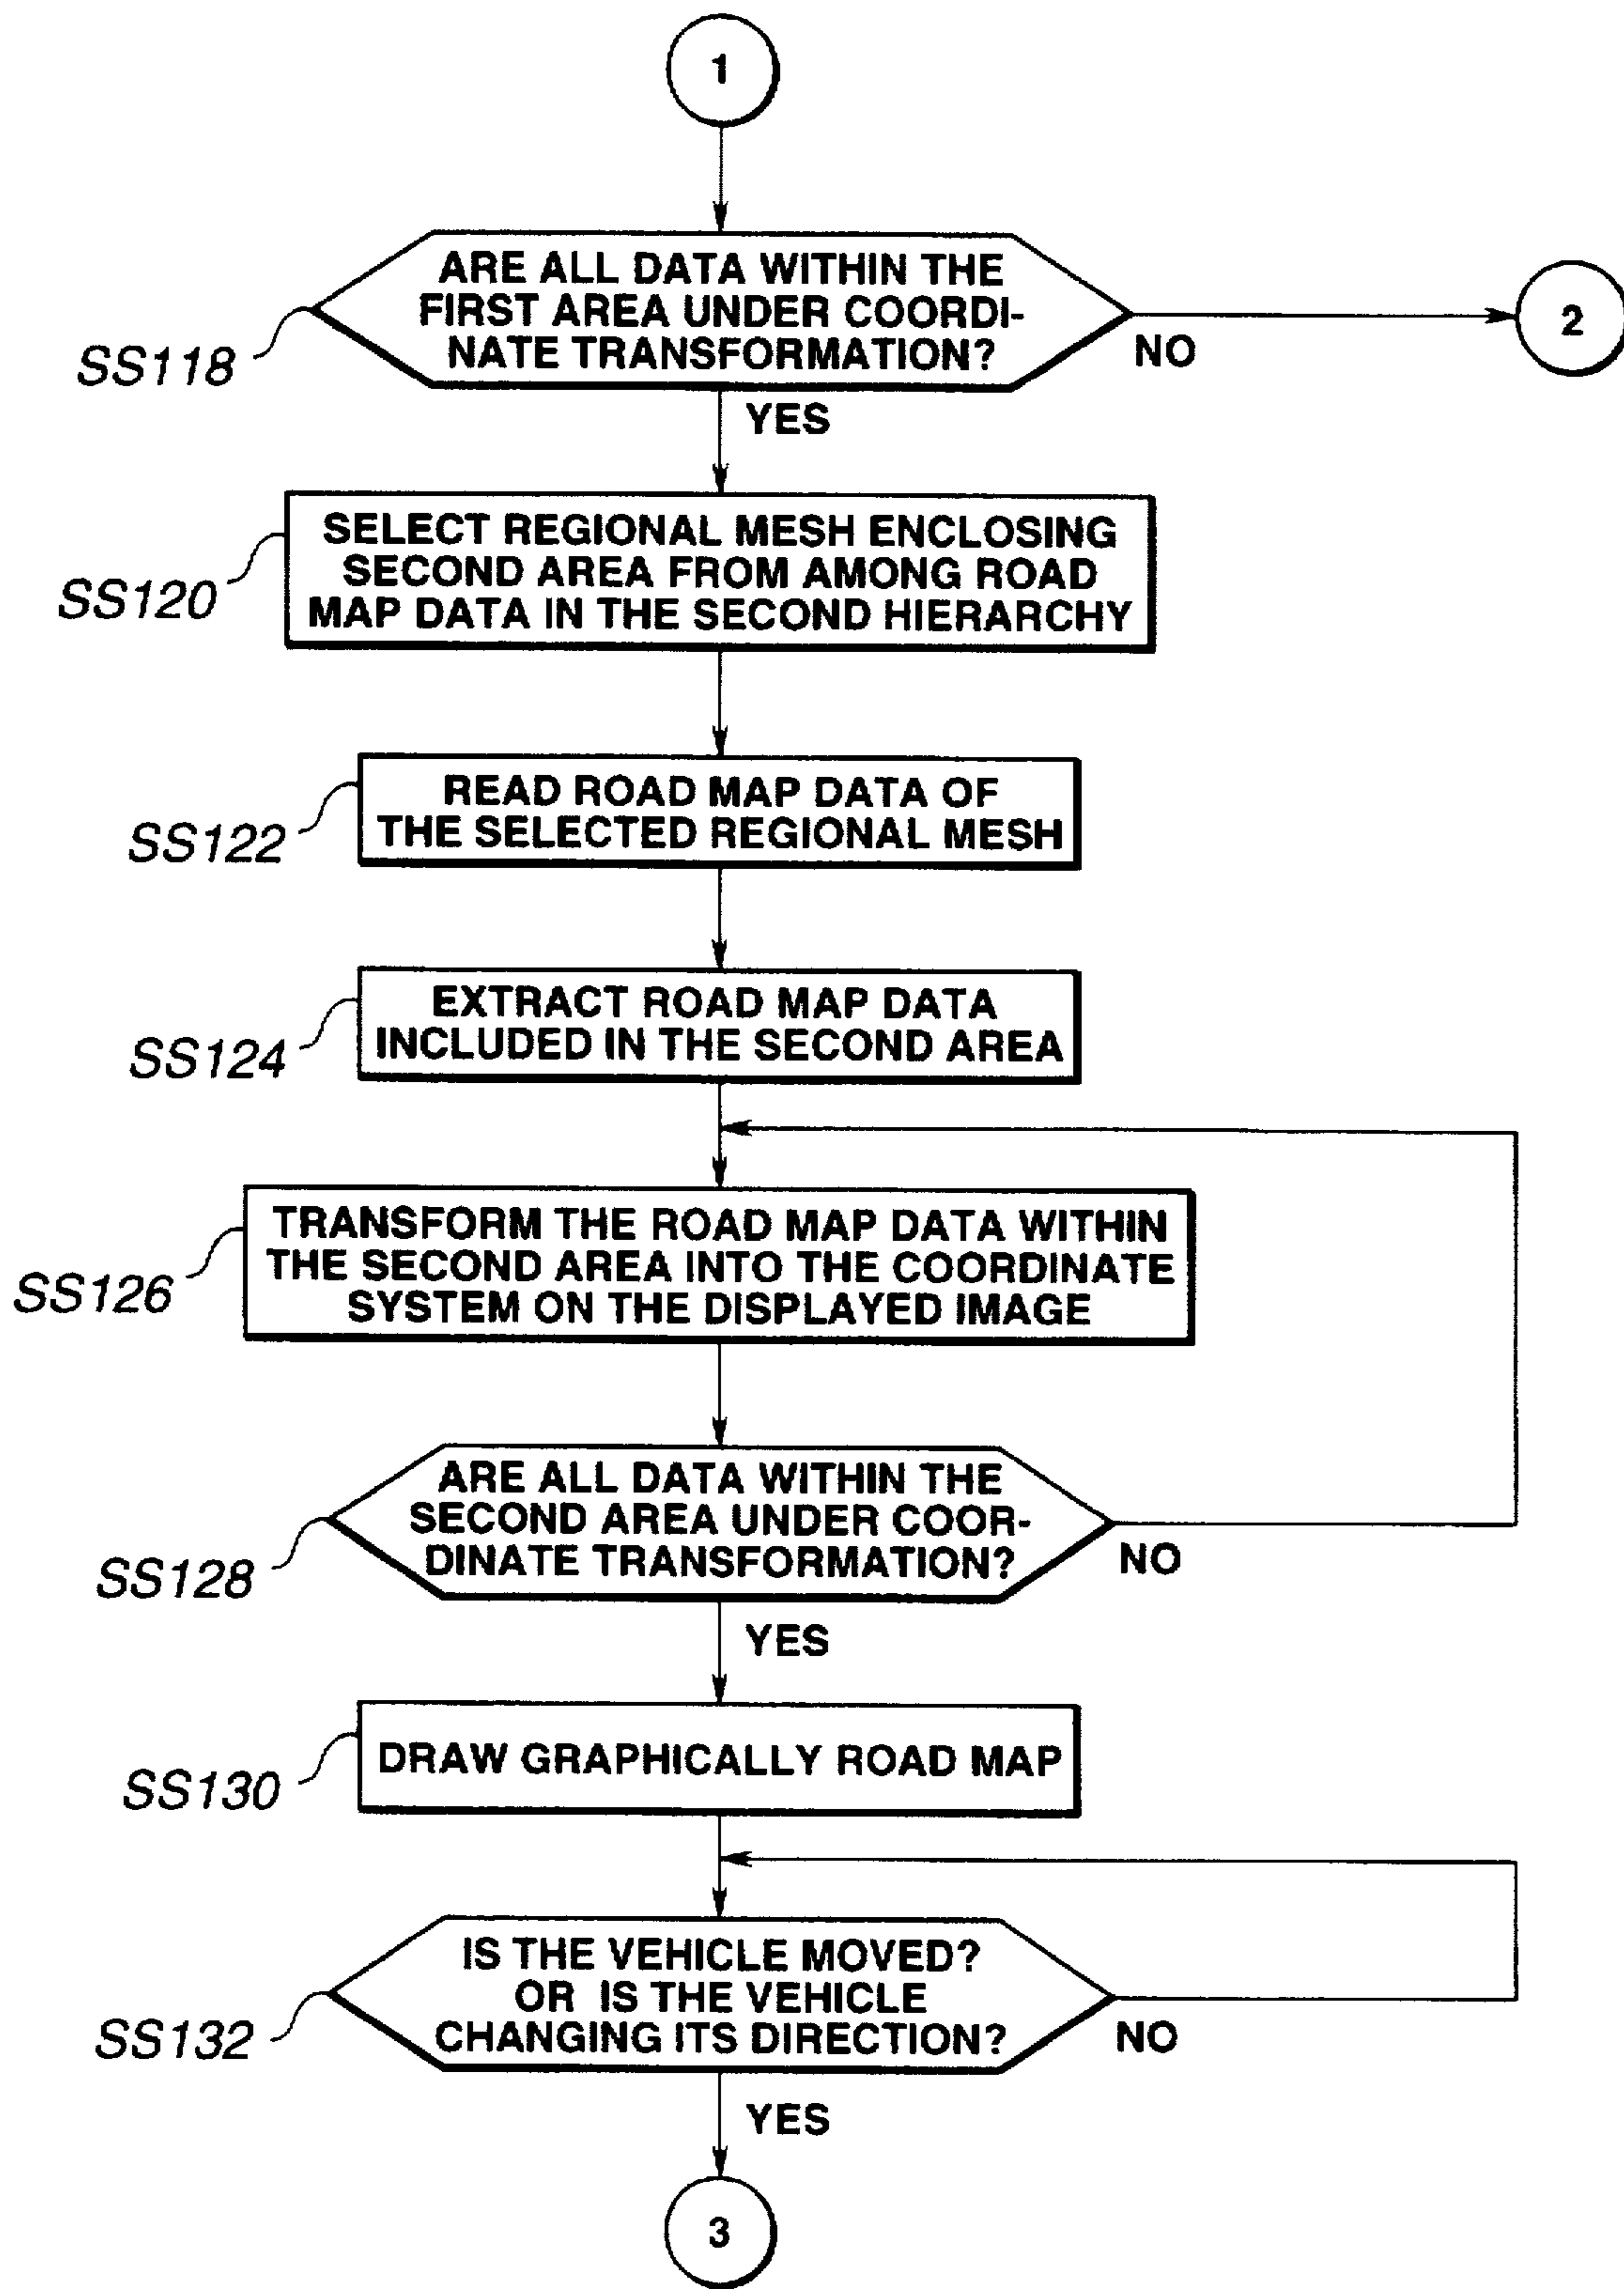 1
ARE ALL DATA WITHIN THE
FIRST AREA UNDER COORDI-
NATE TRANSFORMATION?
SS118
NO
2
YES
SELECT REGIONAL MESH ENCLOSING
SECOND AREA FROM AMONG ROAD
MAP DATA IN THE SECOND HIERARCHY
SS120
READ ROAD MAP DATA OF
THE SELECTED REGIONAL MESH
SS122
EXTRACT ROAD MAP DATA
INCLUDED IN THE SECOND AREA
SS124
TRANSFORM THE ROAD MAP DATA WITHIN
THE SECOND AREA INTO THE COORDINATE
SYSTEM ON THE DISPLAYED IMAGE
SS126
ARE ALL DATA WITHIN THE
SECOND AREA UNDER COOR-
DINATE TRANSFORMATION?
SS128
NO
YES
DRAW GRAPHICALLY ROAD MAP
SS130
IS THE VEHICLE MOVED?
OR IS THE VEHICLE
CHANGING ITS DIRECTION?
SS132
NO
YES
3